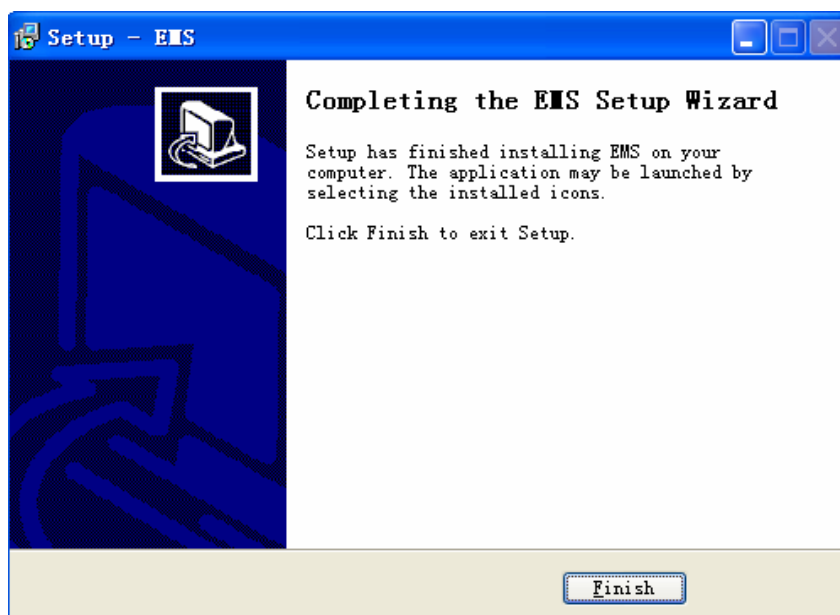 Setup - EMS
Completing the EMS Setup Wizard
Setup has finished installing EMS on your
computer. The application may be launched by
selecting the installed icons.
Click Finish to exit Setup.
Finish